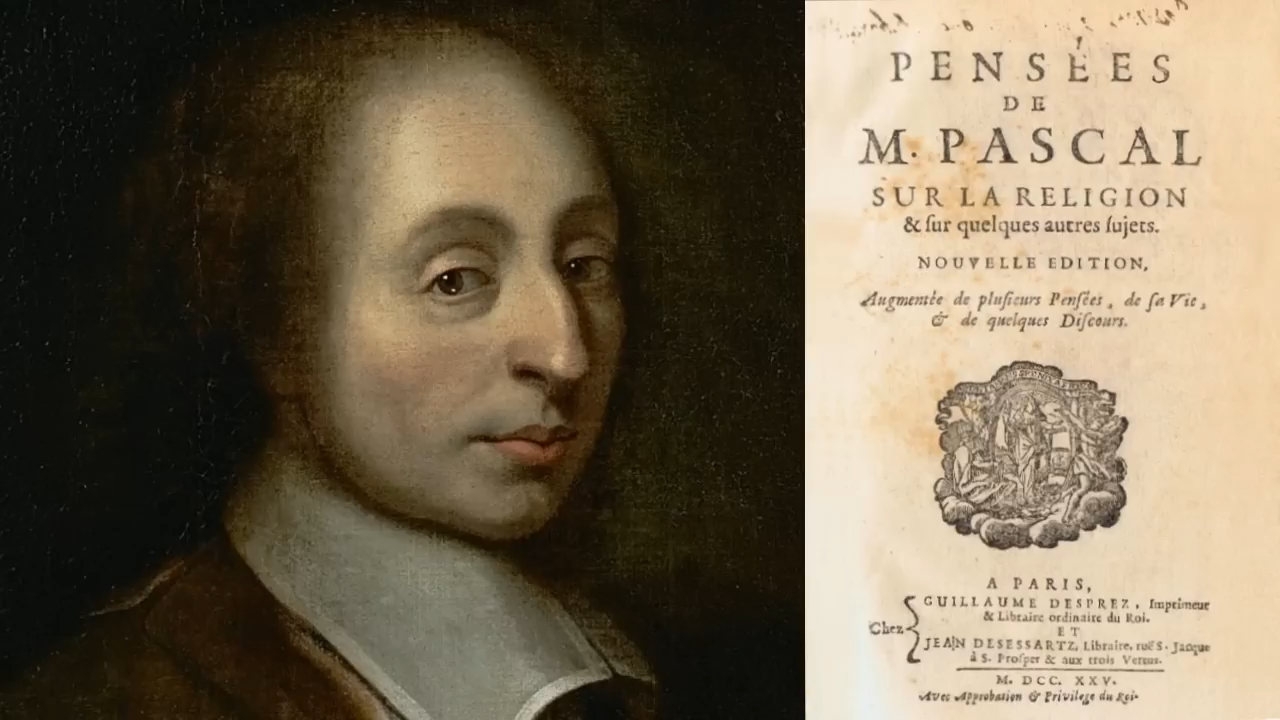 PENSÉES
DE
M. PASCAL
SUR LA RELIGION
& ſur quelques autres ſujets.
NOUVELLE EDITION,
Augmentée de pluſieurs Penſées, de ſa Vie,
& de quelques Diſcours.
A PARIS,
GUILLAUME DESPREZ, Imprimeur
& Libraire ordinaire du Roi.
Chez
ET
JEAN DESESSARTZ, Libraire, ruë S. Jacque
à S. Proſper & aux trois Vertus.
M. DCC. XXV.
Avec Approbation & Privilege du Roi.